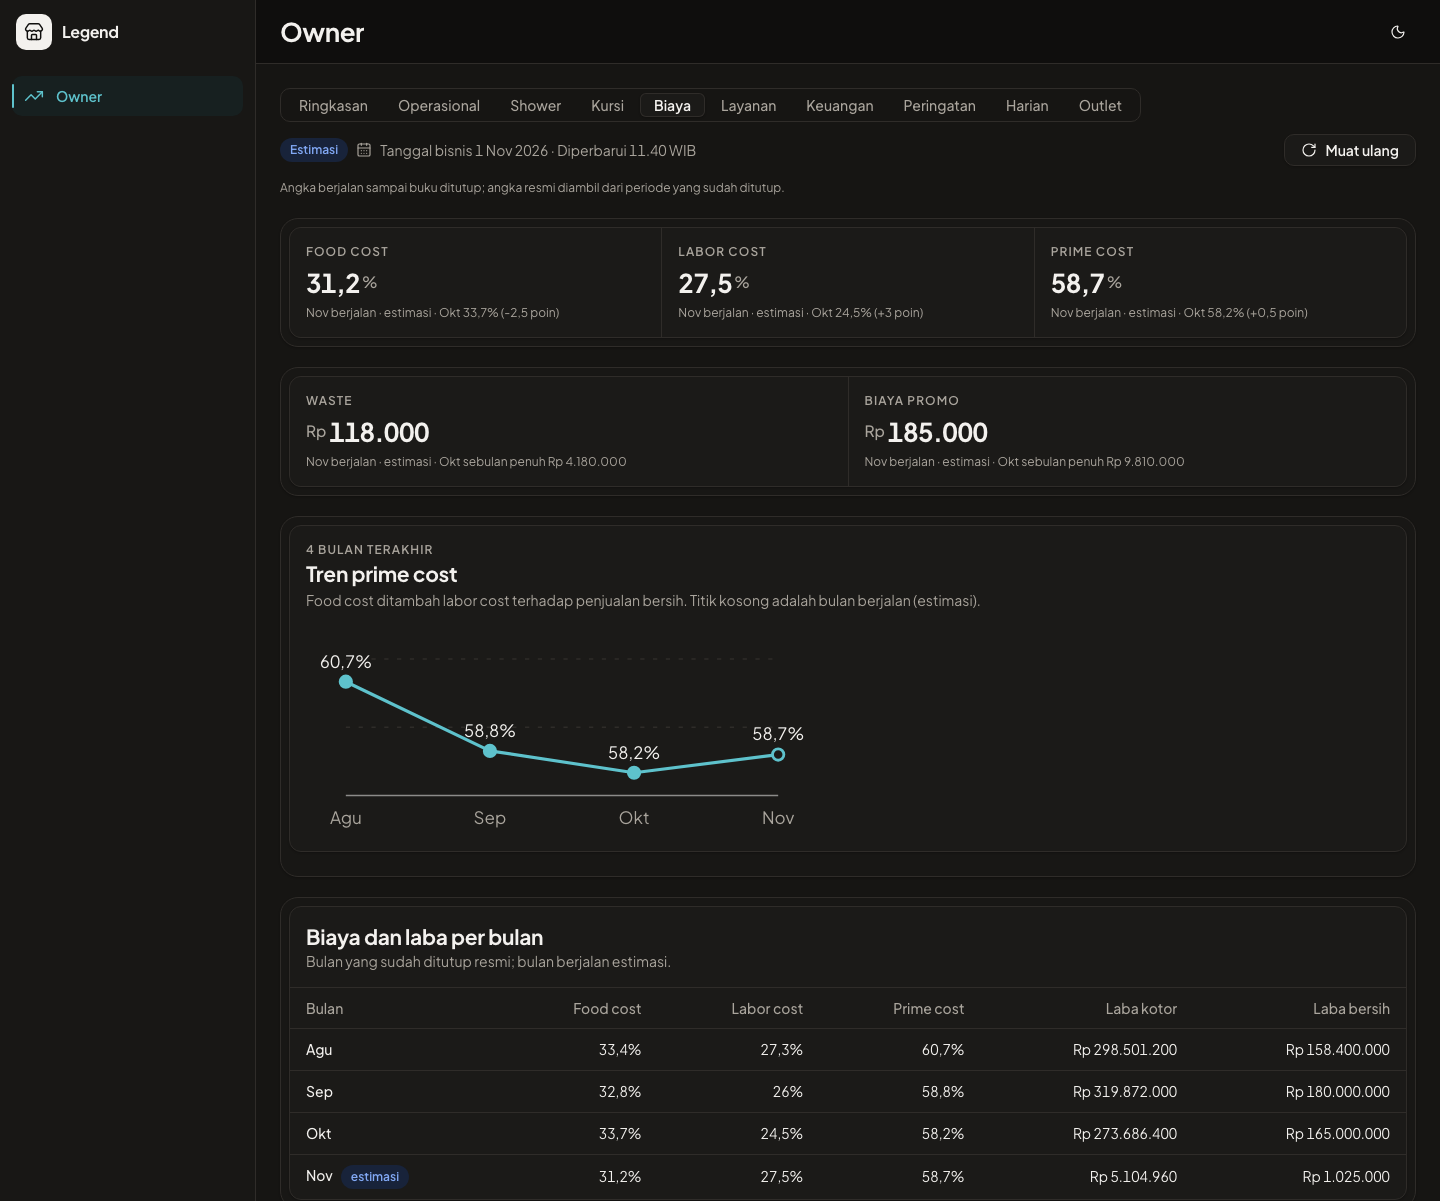 Legend
Owner
Owner
Ringkasan Operasional Shower Kursi Biaya Layanan Keuangan Peringatan Harian Outlet
Estimasi Tanggal bisnis 1 Nov 2026 · Diperbarui 11.40 WIB Muat ulang
Angka berjalan sampai buku ditutup; angka resmi diambil dari periode yang sudah ditutup.
FOOD COST LABOR COST PRIME COST
31,2% 27,5% 58,7%
Nov berjalan · estimasi · Okt 33,7% (-2,5 poin) Nov berjalan · estimasi · Okt 24,5% (+3 poin) Nov berjalan · estimasi · Okt 58,2% (+0,5 poin)
WASTE BIAYA PROMO
Rp 118.000 Rp 185.000
Nov berjalan · estimasi · Okt sebulan penuh Rp 4.180.000 Nov berjalan · estimasi · Okt sebulan penuh Rp 9.810.000
4 BULAN TERAKHIR
Tren prime cost
Food cost ditambah labor cost terhadap penjualan bersih. Titik kosong adalah bulan berjalan (estimasi).
60,7% 58,8% 58,2% 58,7%
Agu Sep Okt Nov
Biaya dan laba per bulan
Bulan yang sudah ditutup resmi; bulan berjalan estimasi.
Bulan Food cost Labor cost Prime cost Laba kotor Laba bersih
Agu 33,4% 27,3% 60,7% Rp 298.501.200 Rp 158.400.000
Sep 32,8% 26% 58,8% Rp 319.872.000 Rp 180.000.000
Okt 33,7% 24,5% 58,2% Rp 273.686.400 Rp 165.000.000
Nov estimasi 31,2% 27,5% 58,7% Rp 5.104.960 Rp 1.025.000